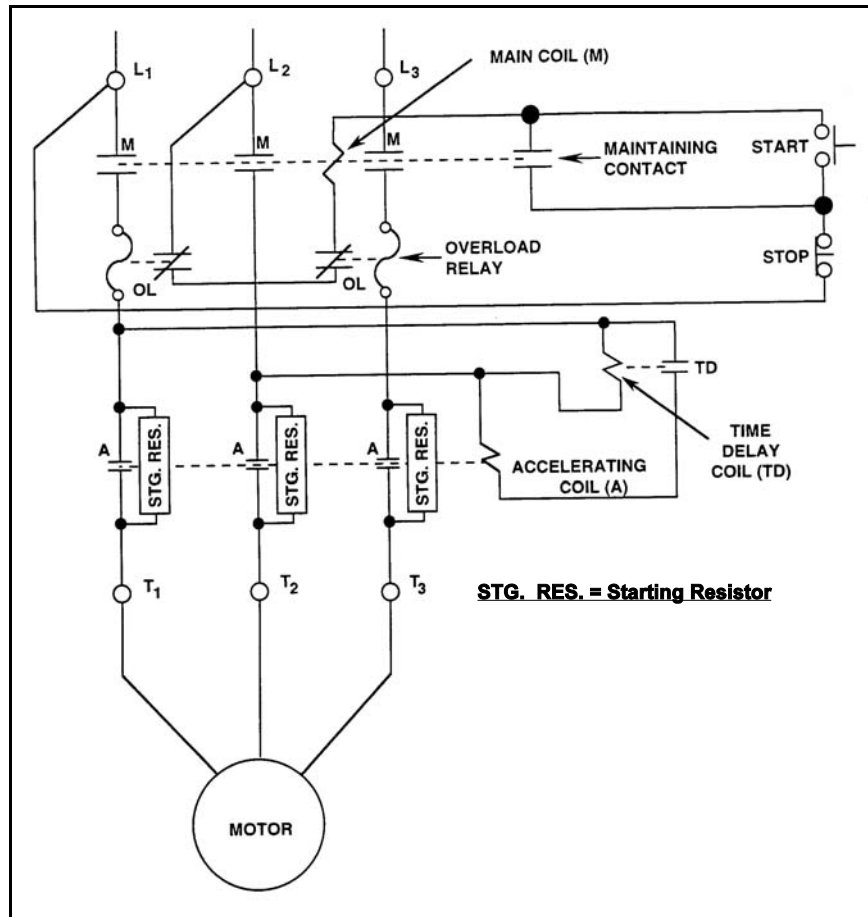 L1
L2
L3
MAIN COIL (M)
M
M
M
MAINTAINING
CONTACT
START
OVERLOAD
RELAY
STOP
OL
OL
TD
TIME
DELAY
COIL (TD)
A
STG. RES.
A
STG. RES.
A
STG. RES.
ACCELERATING
COIL (A)
T1
T2
T3
STG. RES. = Starting Resistor
MOTOR